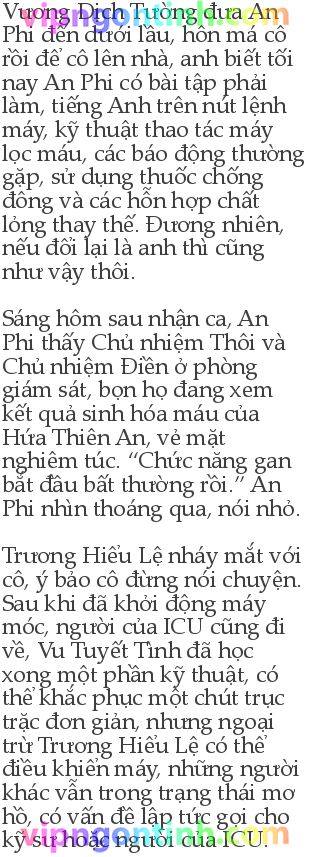 Vương Dịch Tường đưa An
Phi đến dưới lầu, hôn má cô
rồi để cô lên nhà, anh biết tối
nay An Phi có bài tập phải
làm, tiếng Anh trên nút lệnh
máy, kỹ thuật thao tác máy
lọc máu, các báo động thường
gặp, sử dụng thuốc chống
đông và các hỗn hợp chất
lỏng thay thế. Đương nhiên,
nếu đổi lại là anh thì cũng
như vậy thôi.
Sáng hôm sau nhận ca, An
Phi thấy Chủ nhiệm Thôi và
Chủ nhiệm Điền ở phòng
giám sát, bọn họ đang xem
kết quả sinh hóa máu của
Hứa Thiên An, vẻ mặt
nghiêm túc. “Chức năng gan
bắt đầu bất thường rồi.” An
Phi nhìn thoáng qua, nói nhỏ.
Trương Hiểu Lệ nháy mắt với
cô, ý bảo cô đừng nói chuyện.
Sau khi đã khởi động máy
móc, người của ICU cũng đi
về, Vu Tuyết Tình đã học
xong một phần kỹ thuật, có
thể khắc phục một chút trục
trặc đơn giản, nhưng ngoại
trừ Trương Hiểu Lệ có thể
điều khiển máy, những người
khác vẫn trong trạng thái mơ
hồ, có vấn đề lập tức gọi cho
kỹ sư hoặc người của ICU.
vipngontinh.com
vipngontinh.com